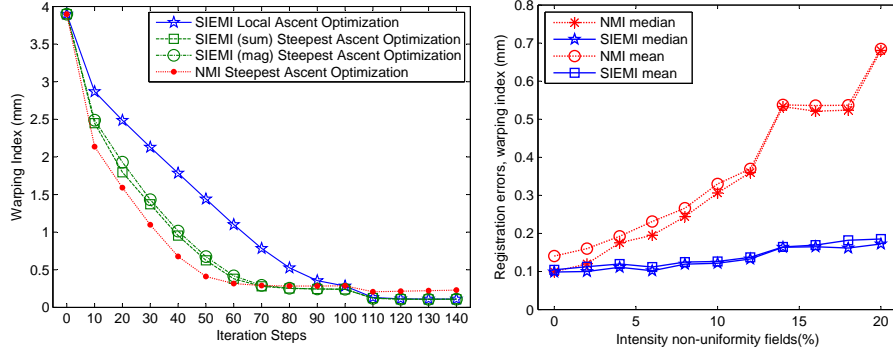 SIEMI Local Ascent Optimization
SIEMI (sum) Steepest Ascent Optimization
SIEMI (mag) Steepest Ascent Optimization
NMI Steepest Ascent Optimization
4
3.5
3
2.5
2
1.5
1
0.5
0
Warping Index (mm)
0 10 20 30 40 50 60 70 80 90 100 110 120 130 140
Iteration Steps
NMI median
SIEMI median
NMI mean
SIEMI mean
0.8
0.7
0.6
0.5
0.4
0.3
0.2
0.1
0
Registration errors, warping index (mm)
0 5 10 15 20
Intensity non-uniformity fields(%)